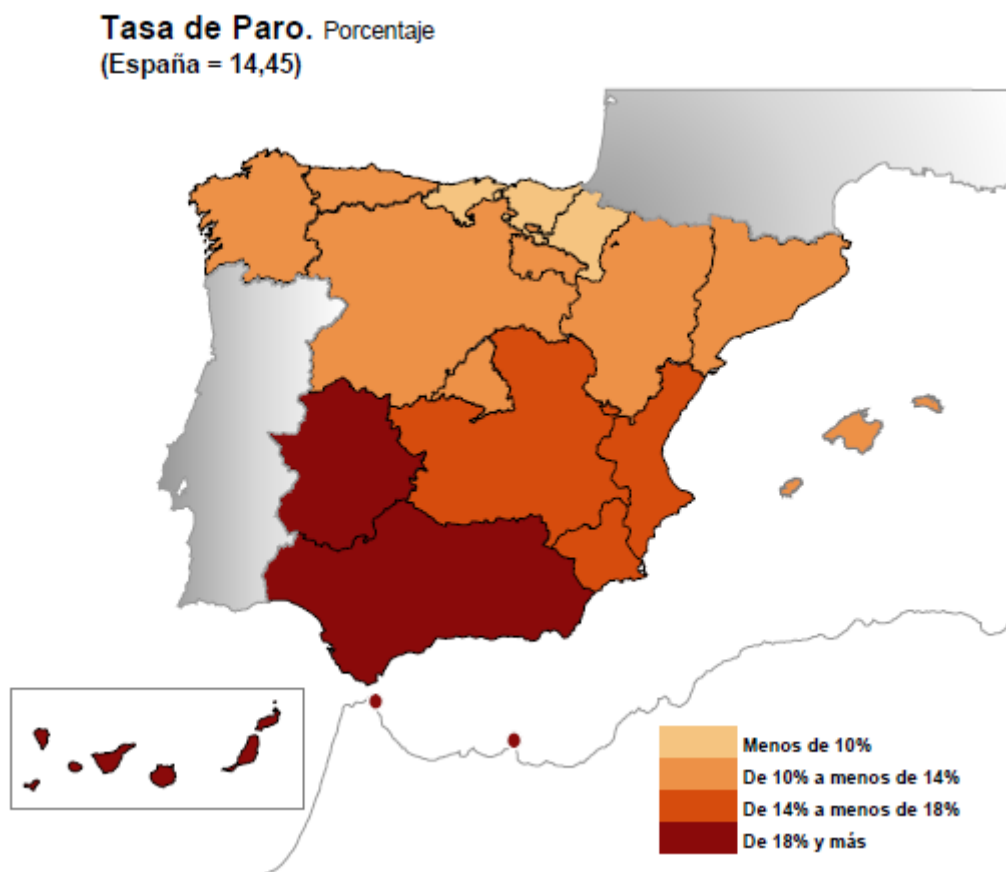 Tasa de Paro. Porcentaje
(España = 14,45)
Menos de 10%
De 10% a menos de 14%
De 14% a menos de 18%
De 18% y más